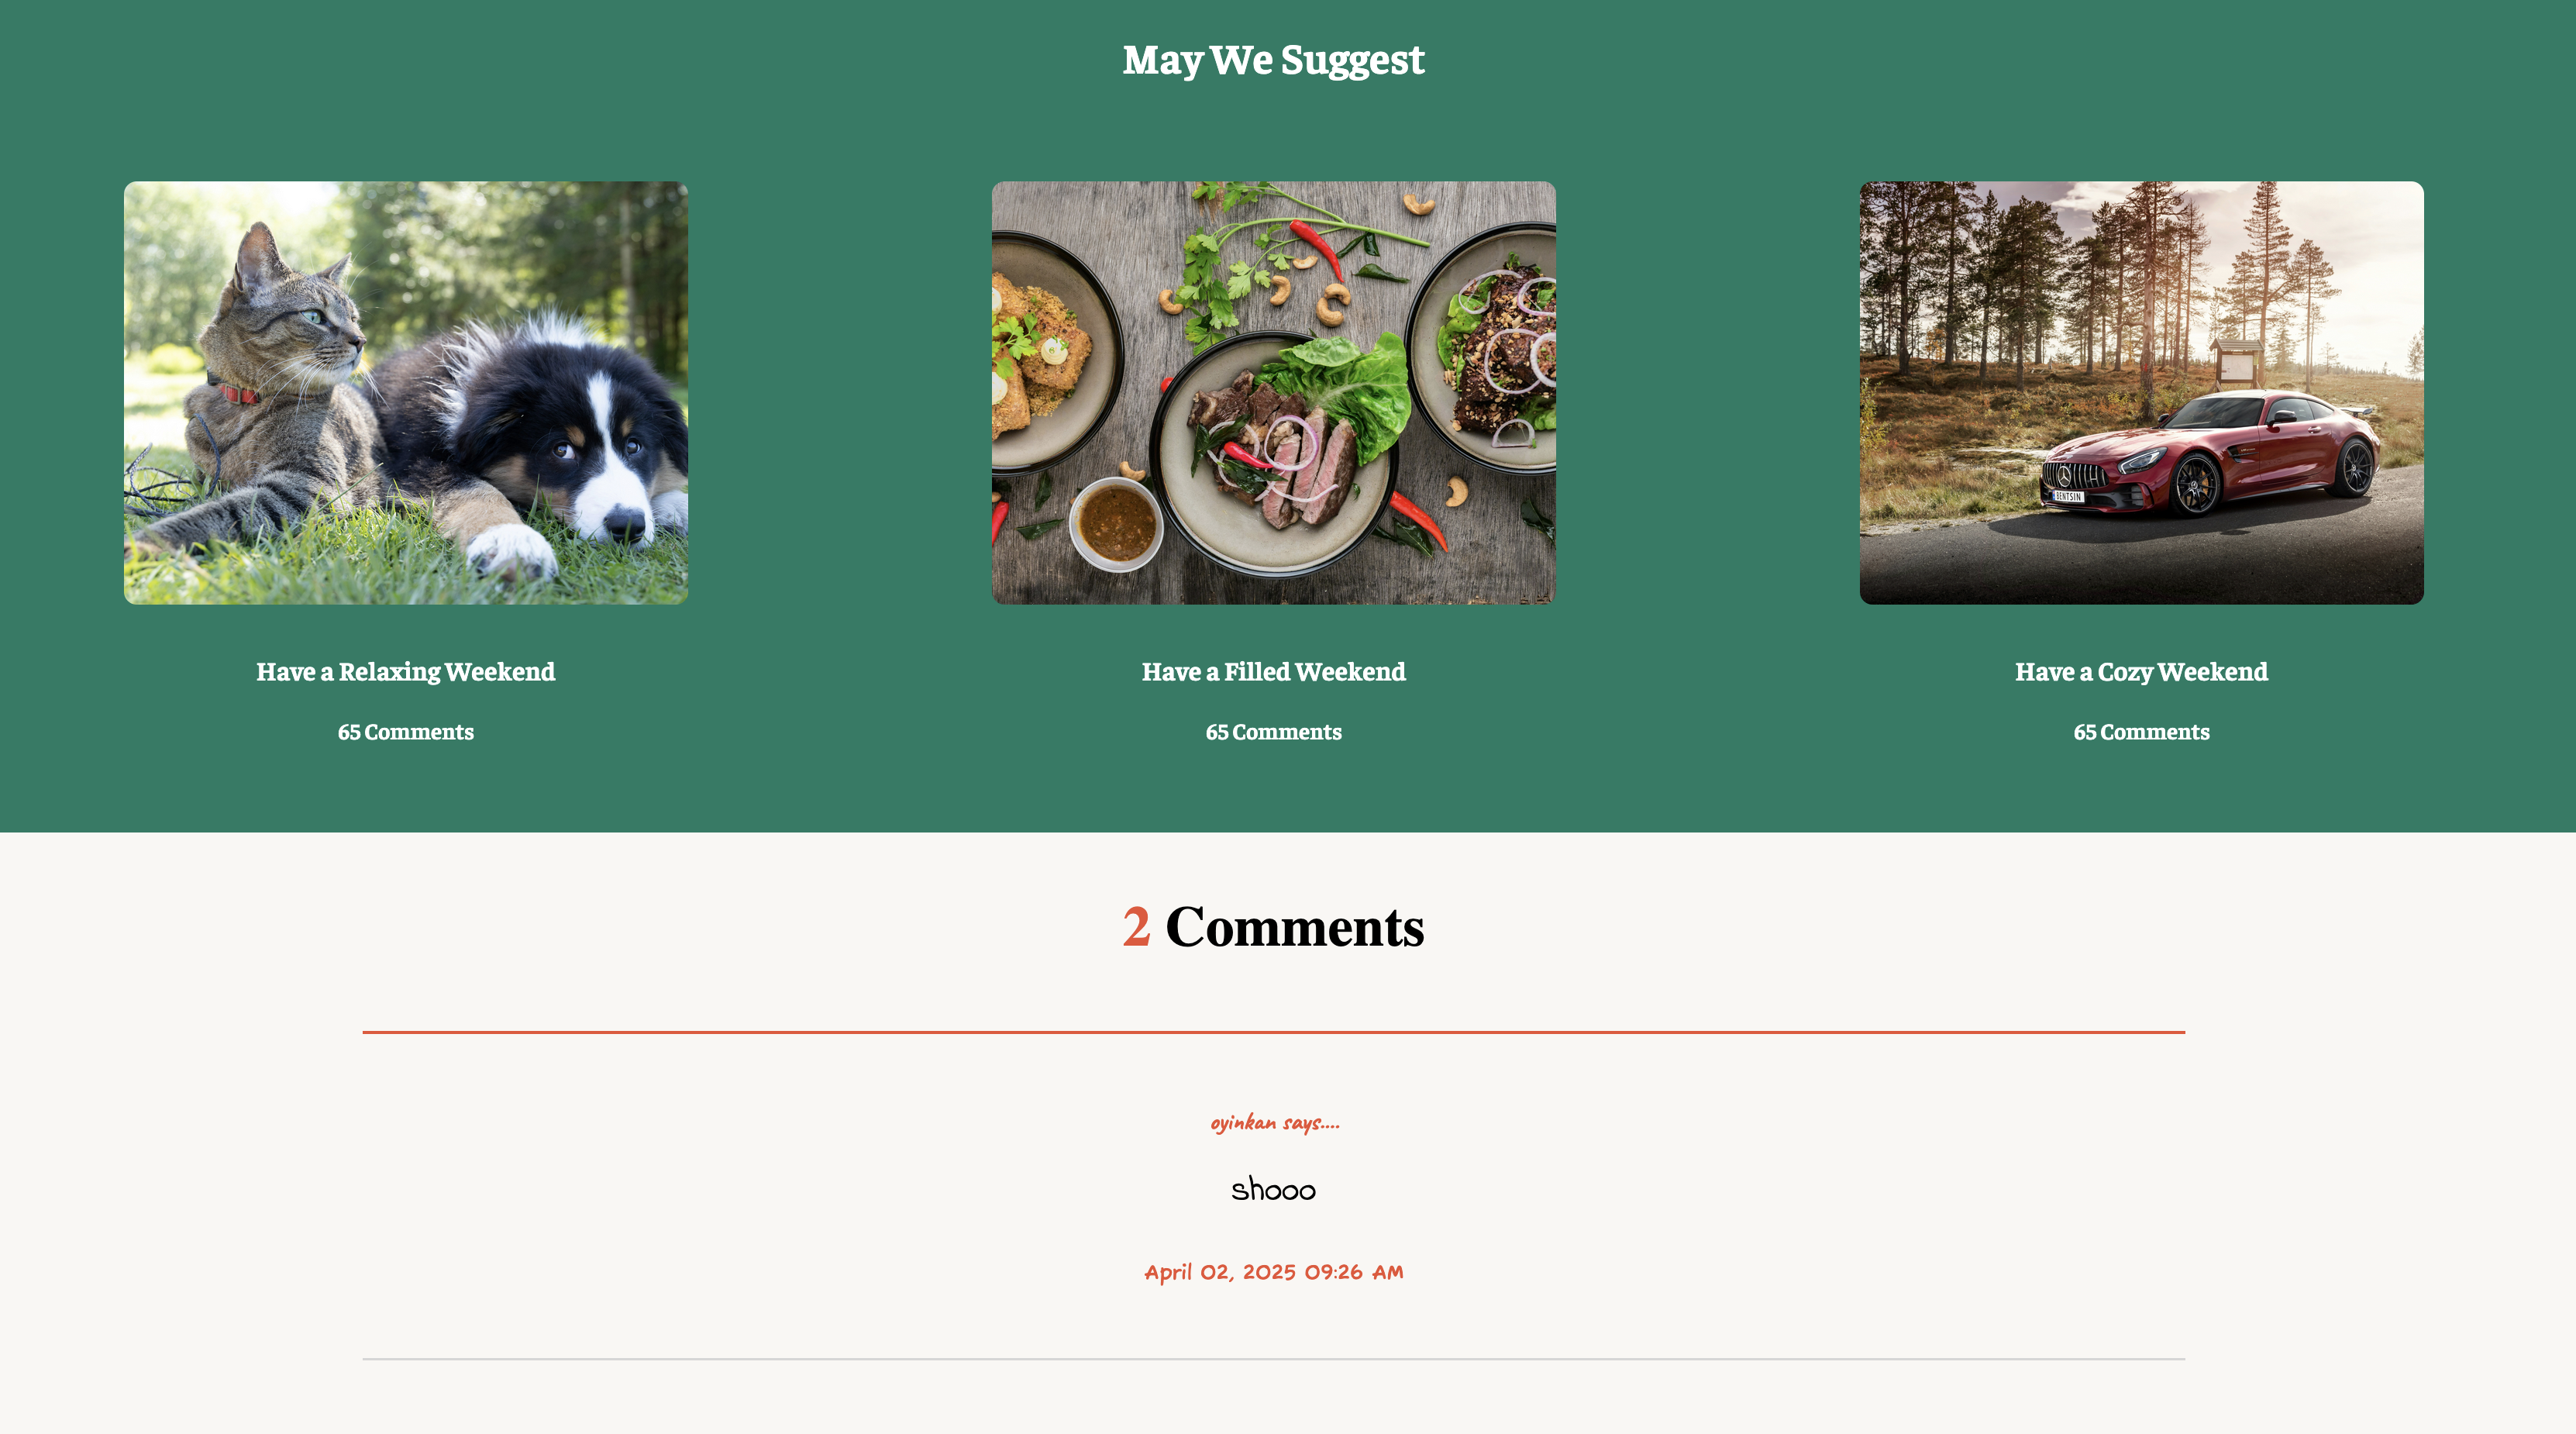 May We Suggest
BENTSIN
Have a Relaxing Weekend
Have a Filled Weekend
Have a Cozy Weekend
65 Comments
65 Comments
65 Comments
2 Comments
oyinkan says....
shooo
April 02, 2025 09:26 AM